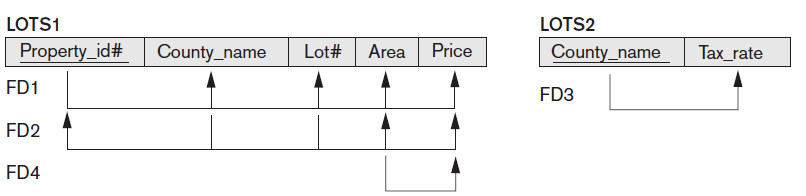 LOTS1
Property_id# County_name Lot# Area Price
FD1
FD2
FD4
LOTS2
County_name Tax_rate
FD3